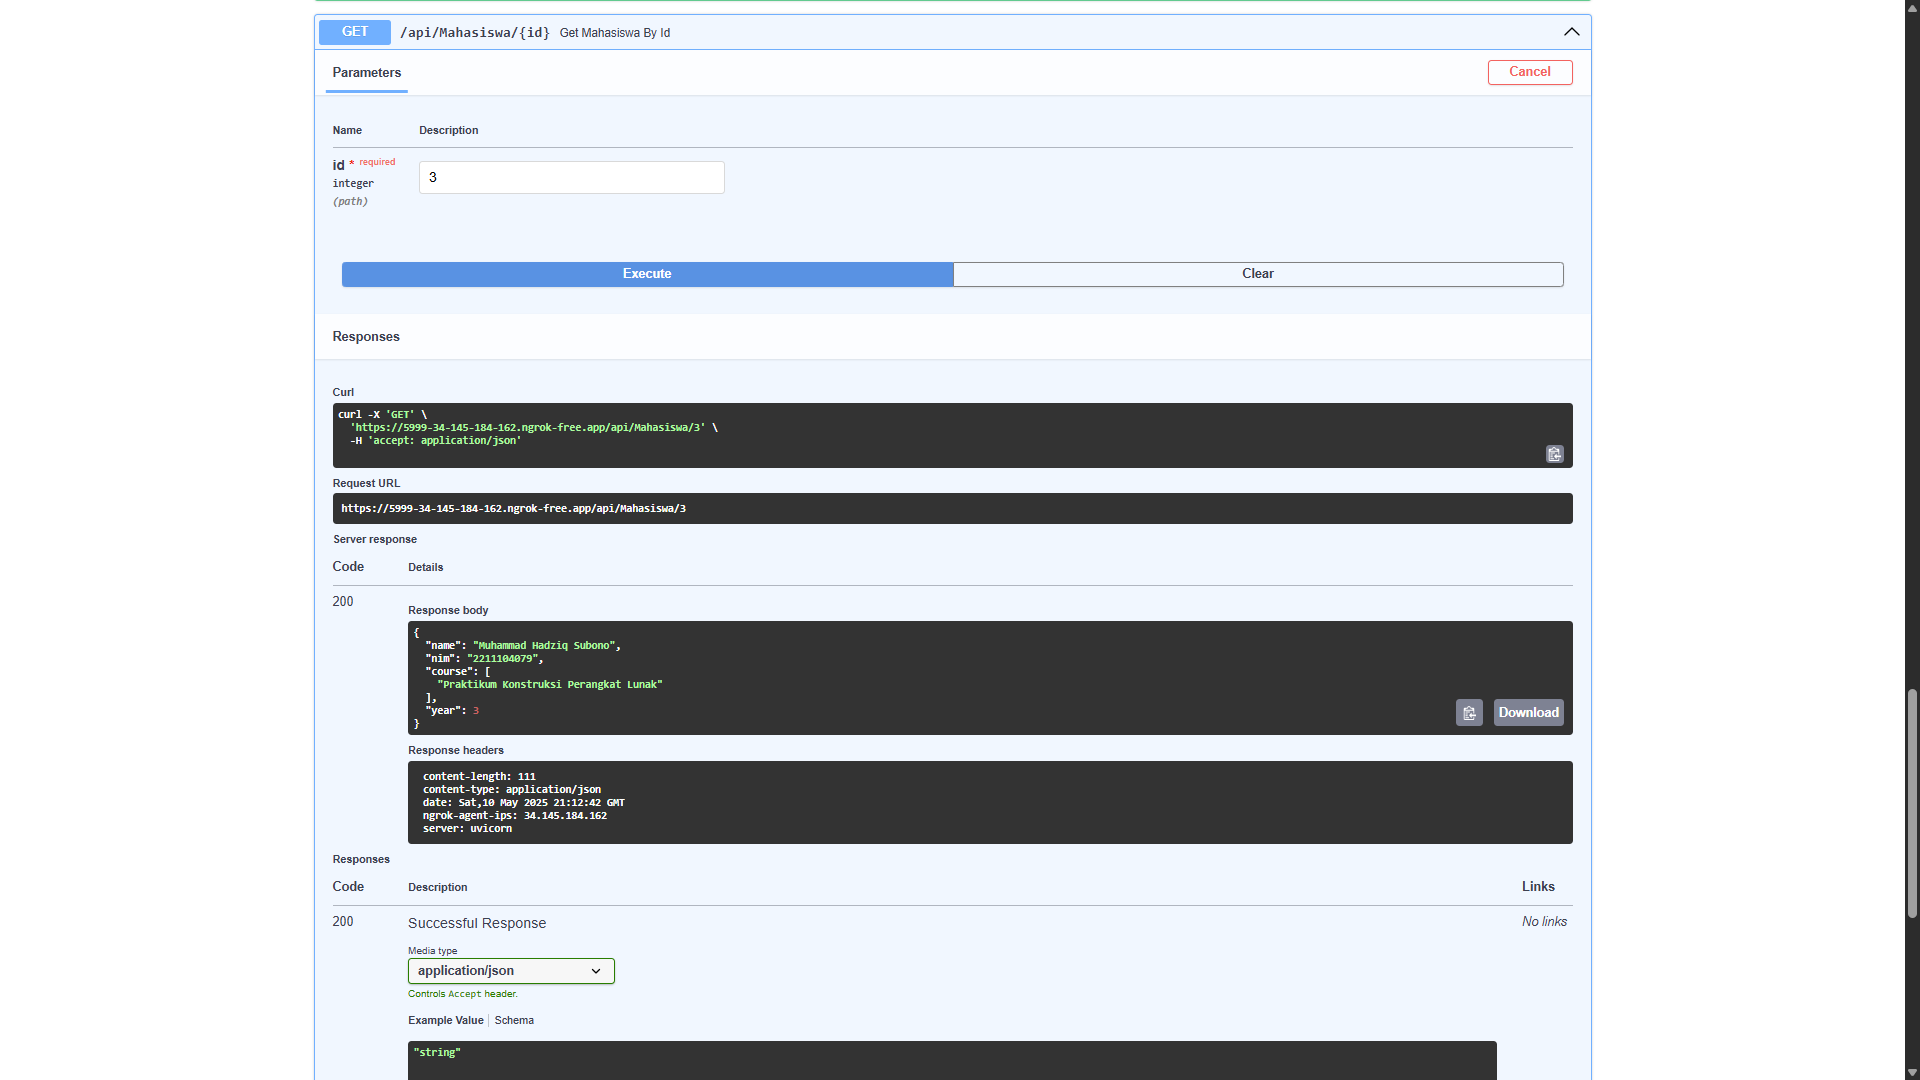 GET /api/Mahasiswa/{id} Get Mahasiswa By Id
Parameters
Cancel
Name Description
id * required
integer
(path)
3
Execute Clear
Responses
Curl
curl -X 'GET' \
'https://5999-34-145-184-162.ngrok-free.app/api/Mahasiswa/3' \
-H 'accept: application/json'
Request URL
https://5999-34-145-184-162.ngrok-free.app/api/Mahasiswa/3
Server response
Code Details
200
Response body
{
"name": "Muhammad Hadziq Subono",
"nim": "2211104079",
"course": [
"Praktikum Konstruksi Perangkat Lunak"
],
"year": 3
}
Download
Response headers
content-length: 111
content-type: application/json
date: Sat,10 May 2025 21:12:42 GMT
ngrok-agent-ips: 34.145.184.162
server: uvicorn
Responses
Code Description Links
200 Successful Response No links
Media type
application/json
Controls Accept header.
Example Value Schema
"string"